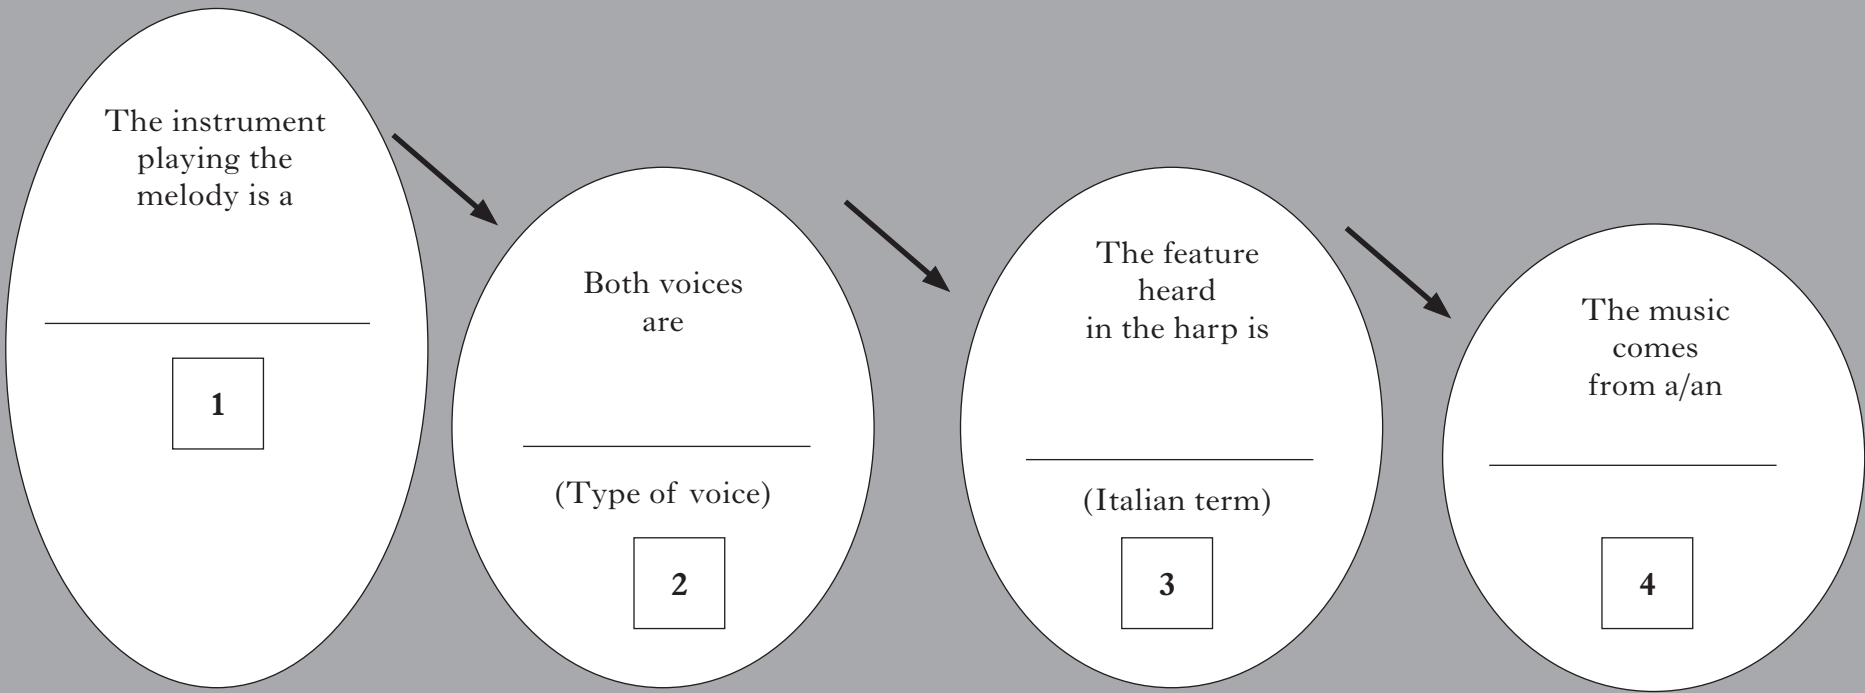 The instrument
playing the
melody is a
1
Both voices
are
(Type of voice)
2
The feature
heard
in the harp is
(Italian term)
3
The music
comes
from a/an
4